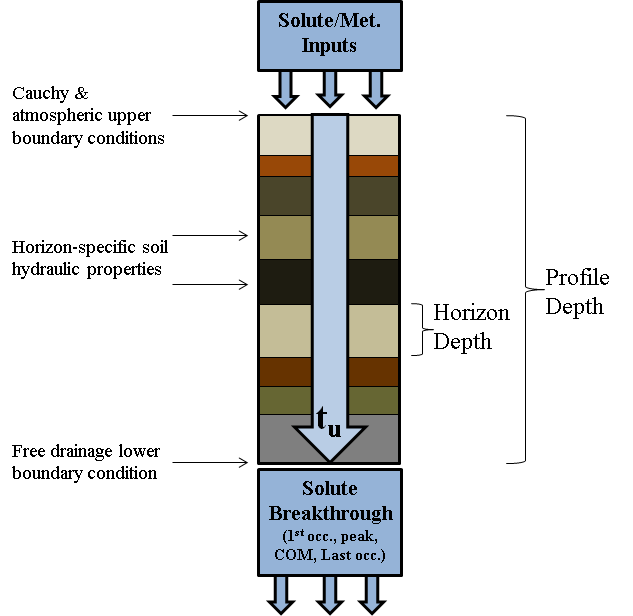 Solute/Met.
Inputs
Cauchy &
atmospheric upper
boundary conditions
Horizon-specific soil
hydraulic properties
Horizon
Depth
Profile
Depth
tu
Free drainage lower
boundary condition
Solute
Breakthrough
(1st occ., peak,
COM, Last occ.)